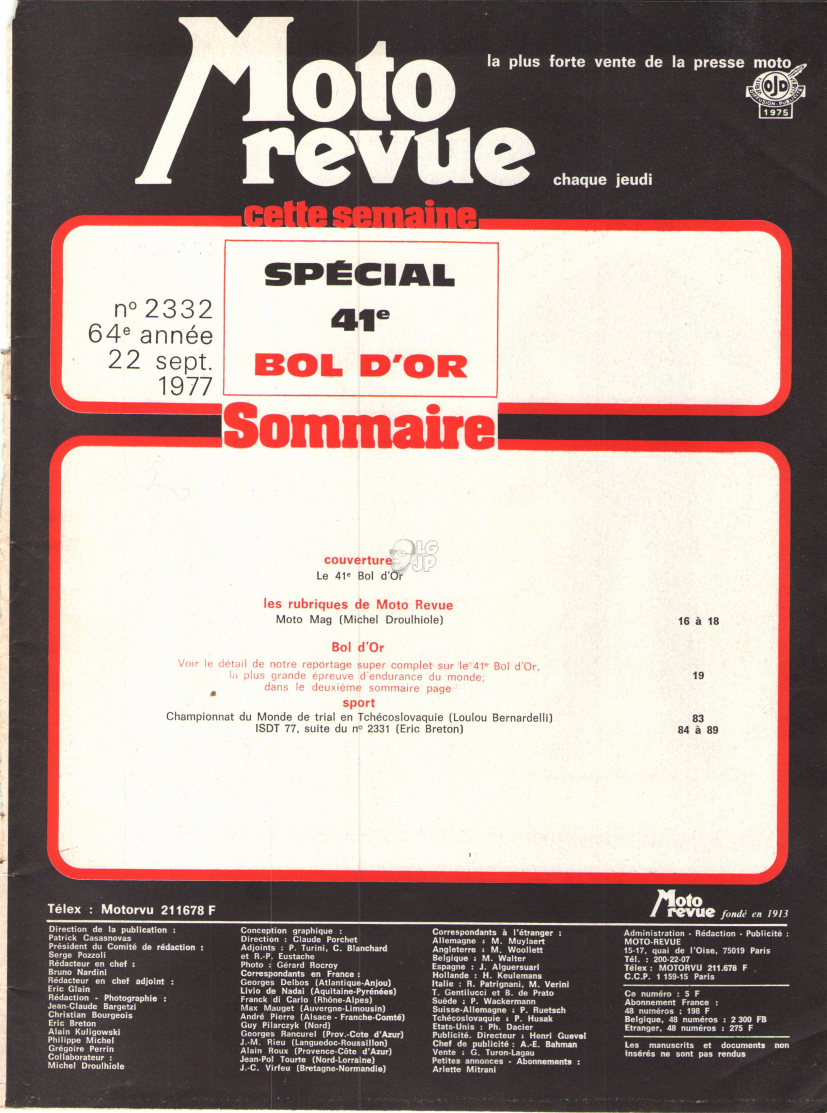 Moto
revue
la plus forte vente de la presse moto
OJD
1975
chaque jeudi
cette semaine
nº 2332
64e année
22 sept.
1977
SPÉCIAL
41e
BOL D'OR
Sommaire
LG
JP
couverture
Le 41e Bol d'Or
les rubriques de Moto Revue
Moto Mag (Michel Droulhiole) 16 à 18
Bol d'Or
Voir le détail de notre reportage super complet sur le 41e Bol d'Or,
la plus grande épreuve d'endurance du monde, 19
dans le deuxième sommaire page
sport
Championnat du Monde de trial en Tchécoslovaquie (Loulou Bernardelli) 83
ISDT 77, suite du nº 2331 (Eric Breton) 84 à 89
Télex : Motorvu 211678 F
Moto
revue fondé en 1913
Direction de la publication :
Patrick Casasnovas
Président du Comité de rédaction :
Serge Pozzoli
Rédacteur en chef :
Bruno Nardini
Rédacteur en chef adjoint :
Eric Glain
Rédaction - Photographie :
Jean-Claude Bargetzi
Christian Bourgeois
Eric Breton
Alain Kuligowski
Philippe Michel
Grégoire Perrin
Collaborateur :
Michel Droulhiole
Conception graphique :
Direction : Claude Porchet
Adjoints : P. Turini, C. Blanchard
et R.-P. Eustache
Photo : Gérard Rocroy
Correspondants en France :
Georges Delbos (Atlantique-Anjou)
Livio de Nadai (Aquitaine-Pyrénées)
Franck di Carlo (Rhône-Alpes)
Max Mauget (Auvergne-Limousin)
André Pierre (Alsace - Franche-Comté)
Guy Pilarczyk (Nord)
Georges Rancurel (Prov.-Cote d'Azur)
J.-M. Rieu (Languedoc-Roussillon)
Alain Roux (Provence-Côte d'Azur)
Jean-Pol Tourte (Nord-Lorraine)
J.-C. Virfeu (Bretagne-Normandie)
Correspondants à l'étranger :
Allemagne : M. Muylaert
Angleterre : M. Woollett
Belgique : M. Walter
Espagne : J. Alguersuari
Hollande : H. Keulemans
Italie : R. Patrignani, M. Verini
T. Gentilucci et B. de Prato
Suède : P. Wackermann
Suisse-Allemagne : P. Ruetsch
Tchécoslovaquie : P. Husak
Etats-Unis : Ph. Dacier
Publicité, Directeur : Henri Guevel
Chef de publicité : A.-E. Bahman
Vente : G. Turon-Lagau
Petites annonces - Abonnements :
Arlette Mitrani
Administration - Rédaction - Publicité :
MOTO-REVUE
15-17, quai de l'Oise, 75019 Paris
Tél. : 200-22-07
Télex : MOTORVU 211.678 F
C.C.P. 1 159-15 Paris
Ce numéro : 5 F
Abonnement France :
48 numéros : 198 F
Belgique, 48 numéros : 2 300 FB
Etranger, 48 numéros : 275 F
Les manuscrits et documents non
insérés ne sont pas rendus